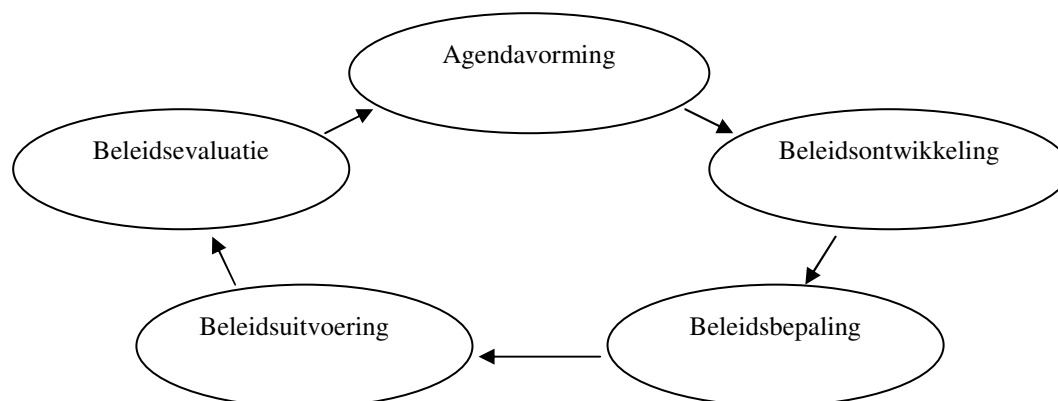 Agendavorming
Beleidsevaluatie
Beleidsontwikkeling
Beleidsuitvoering
Beleidsbepaling